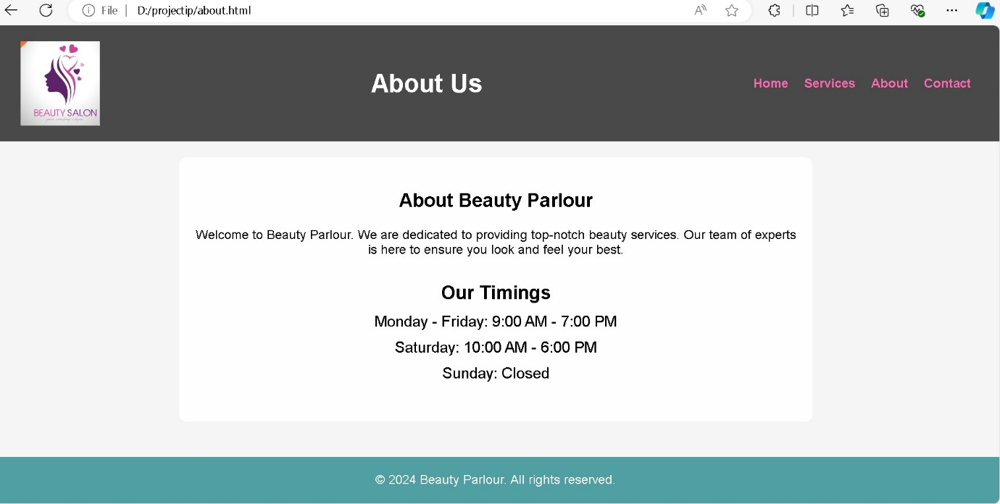 File
D:/projectip/about.html
BEAUTY SALON
About Us
Home Services About Contact
About Beauty Parlour
Welcome to Beauty Parlour. We are dedicated to providing top-notch beauty services. Our team of experts
is here to ensure you look and feel your best.
Our Timings
Monday - Friday: 9:00 AM - 7:00 PM
Saturday: 10:00 AM - 6:00 PM
Sunday: Closed
© 2024 Beauty Parlour. All rights reserved.